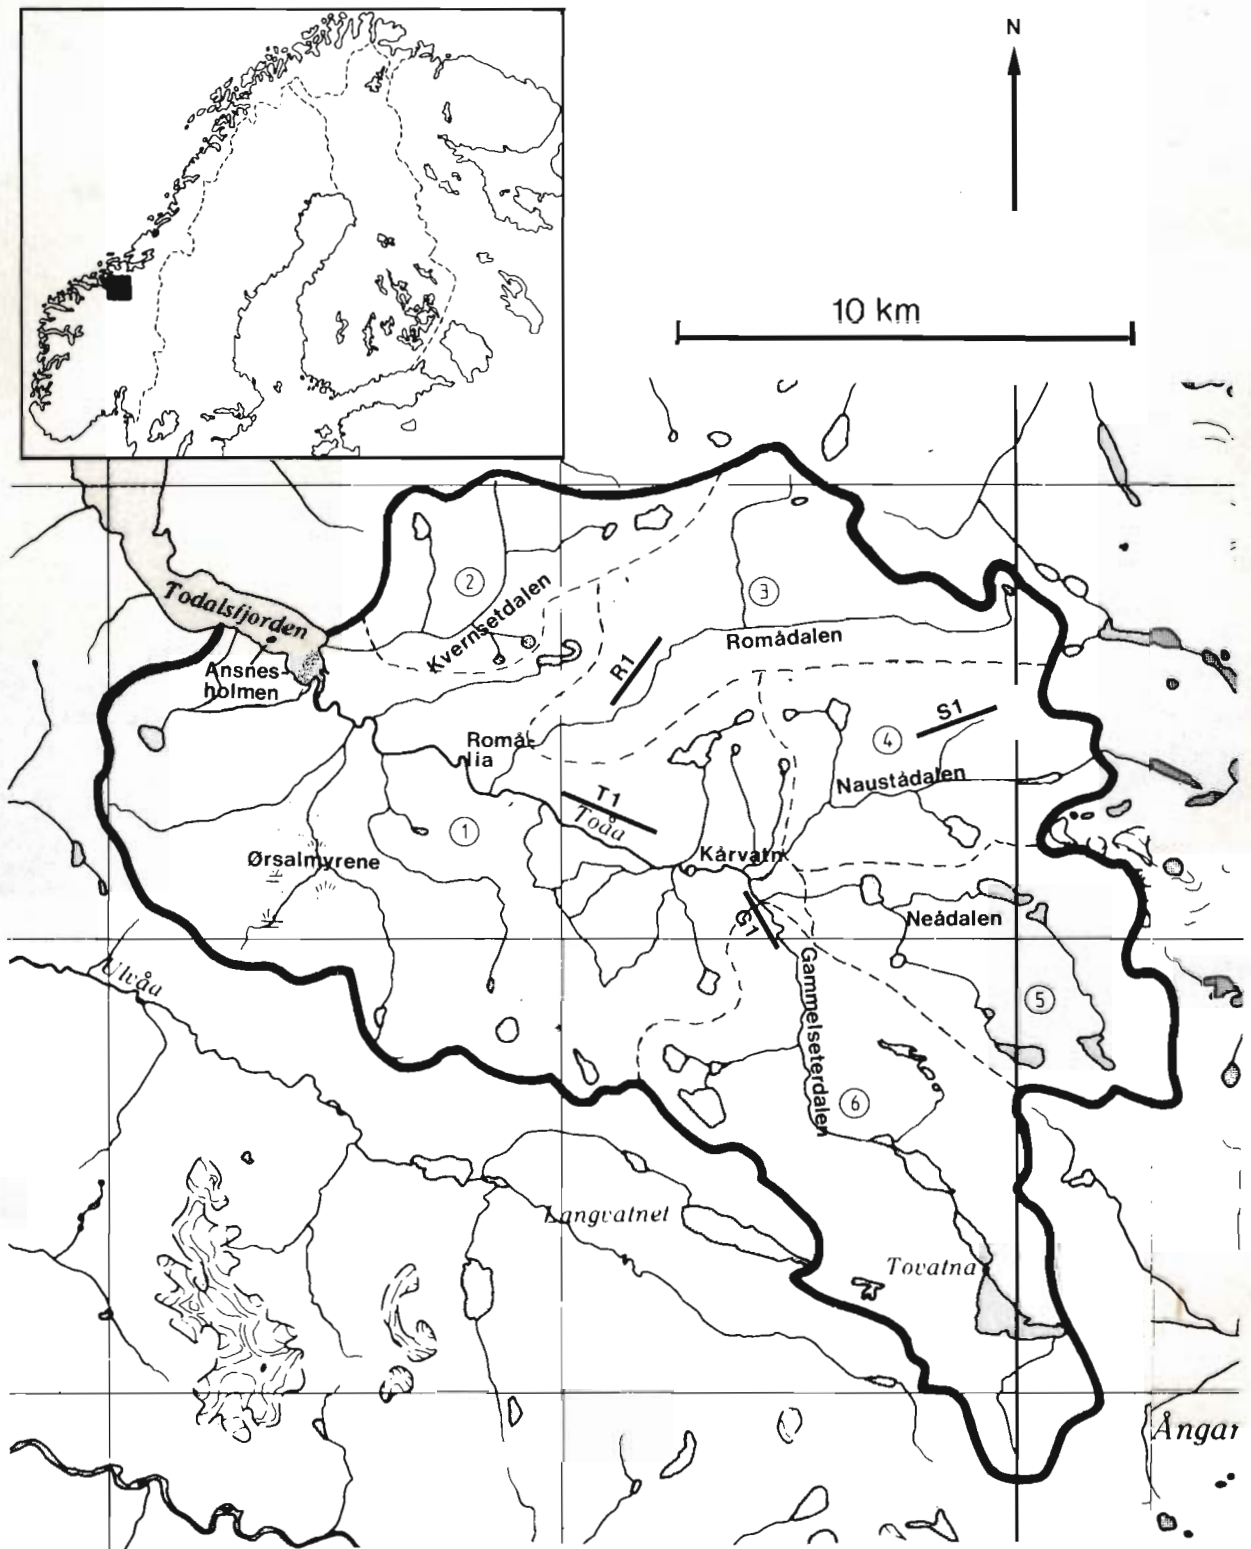 N
10 km
Todalsfjorden
Ansnes-
holmen
2
Kvernsetdalen
3
Romådalen
R1
S1
4
Naustådalen
Romå-
lia
T1
Toåa
1
Kårvatn
Ørsalmyrene
G1
Neådalen
Ulvåa
5
Gammelseterdalen
6
Langvatnet
Tovatna
Ångar